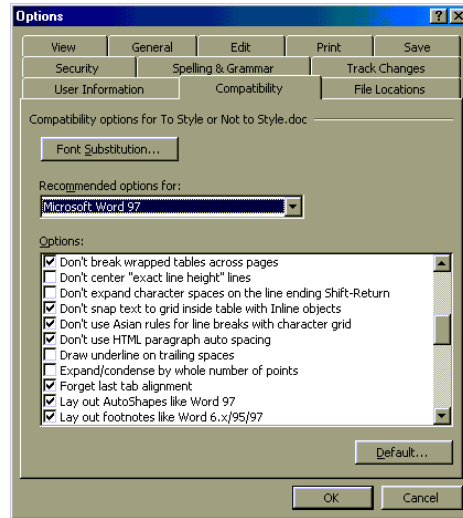 Options
View General Edit Print Save
Security Spelling & Grammar Track Changes
User Information Compatibility File Locations
Compatibility options for To Style or Not to Style.doc
Font Substitution...
Recommended options for:
Microsoft Word 97
Options:
Don't break wrapped tables across pages
Don't center "exact line height" lines
Don't expand character spaces on the line ending Shift-Return
Don't snap text to grid inside table with Inline objects
Don't use Asian rules for line breaks with character grid
Don't use HTML paragraph auto spacing
Draw underline on trailing spaces
Expand/condense by whole number of points
Forget last tab alignment
Lay out AutoShapes like Word 97
Lay out footnotes like Word 6.x/95/97
Default...
OK Cancel